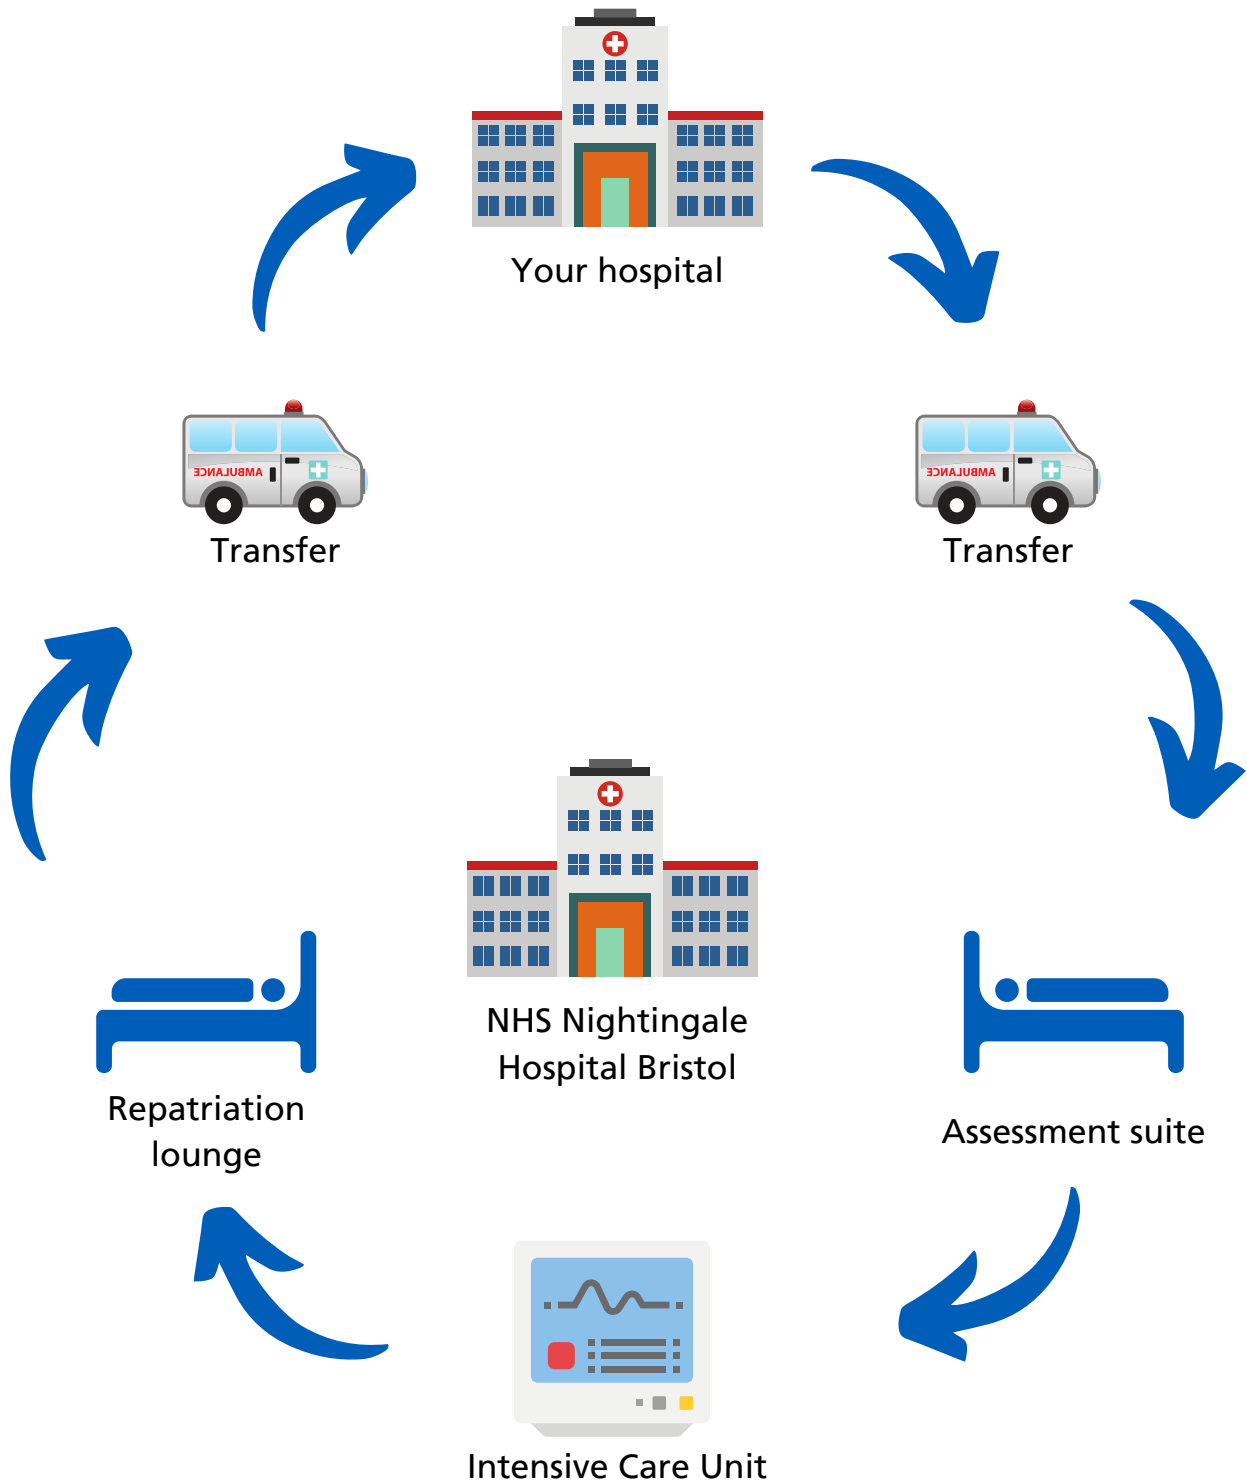 Your hospital
AMBULANCE
Transfer
AMBULANCE
Transfer
NHS Nightingale
Hospital Bristol
Repatriation
lounge
Assessment suite
Intensive Care Unit